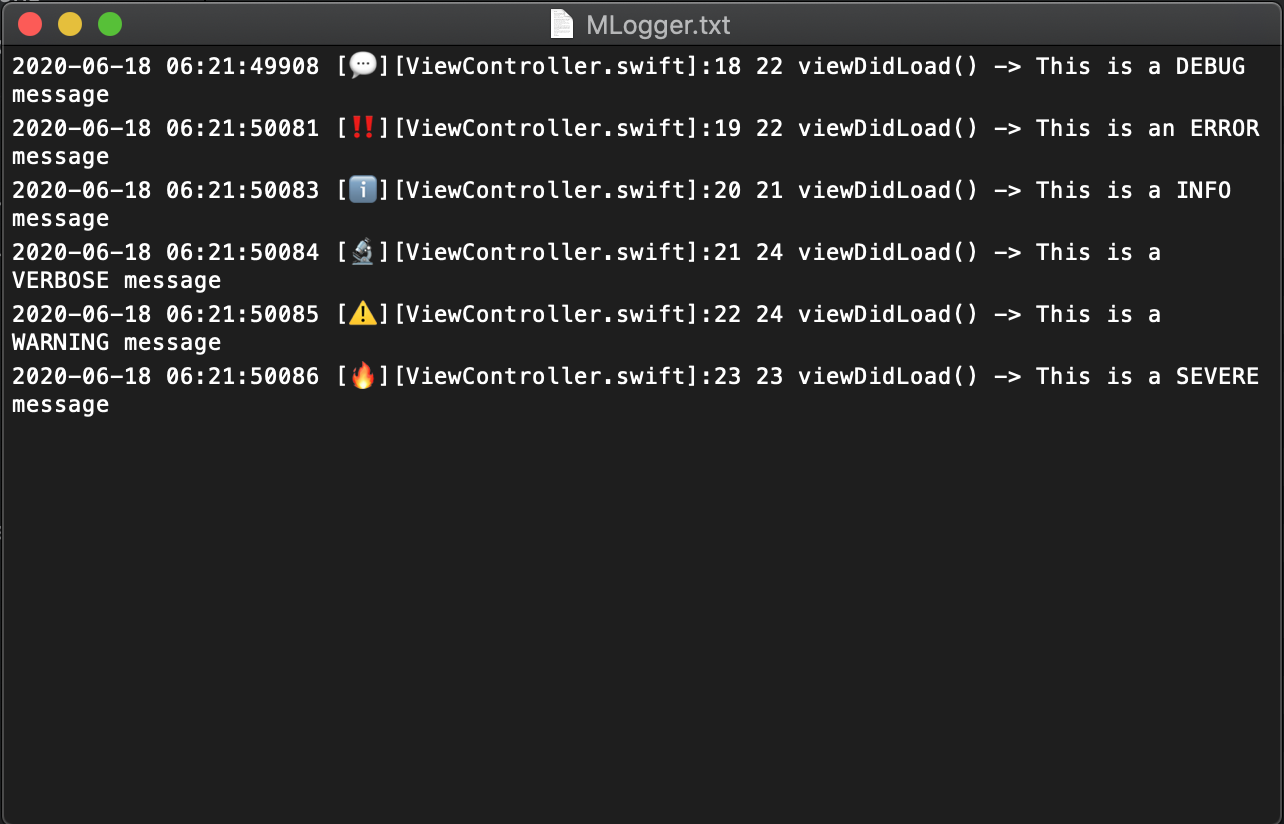 MLogger.txt
2020-06-18 06:21:49908 [💬][ViewController.swift]:18 22 viewDidLoad() -> This is a DEBUG
message
2020-06-18 06:21:50081 [‼️][ViewController.swift]:19 22 viewDidLoad() -> This is an ERROR
message
2020-06-18 06:21:50083 [ℹ️][ViewController.swift]:20 21 viewDidLoad() -> This is a INFO
message
2020-06-18 06:21:50084 [🔬][ViewController.swift]:21 24 viewDidLoad() -> This is a
VERBOSE message
2020-06-18 06:21:50085 [⚠️][ViewController.swift]:22 24 viewDidLoad() -> This is a
WARNING message
2020-06-18 06:21:50086 [🔥][ViewController.swift]:23 23 viewDidLoad() -> This is a SEVERE
message